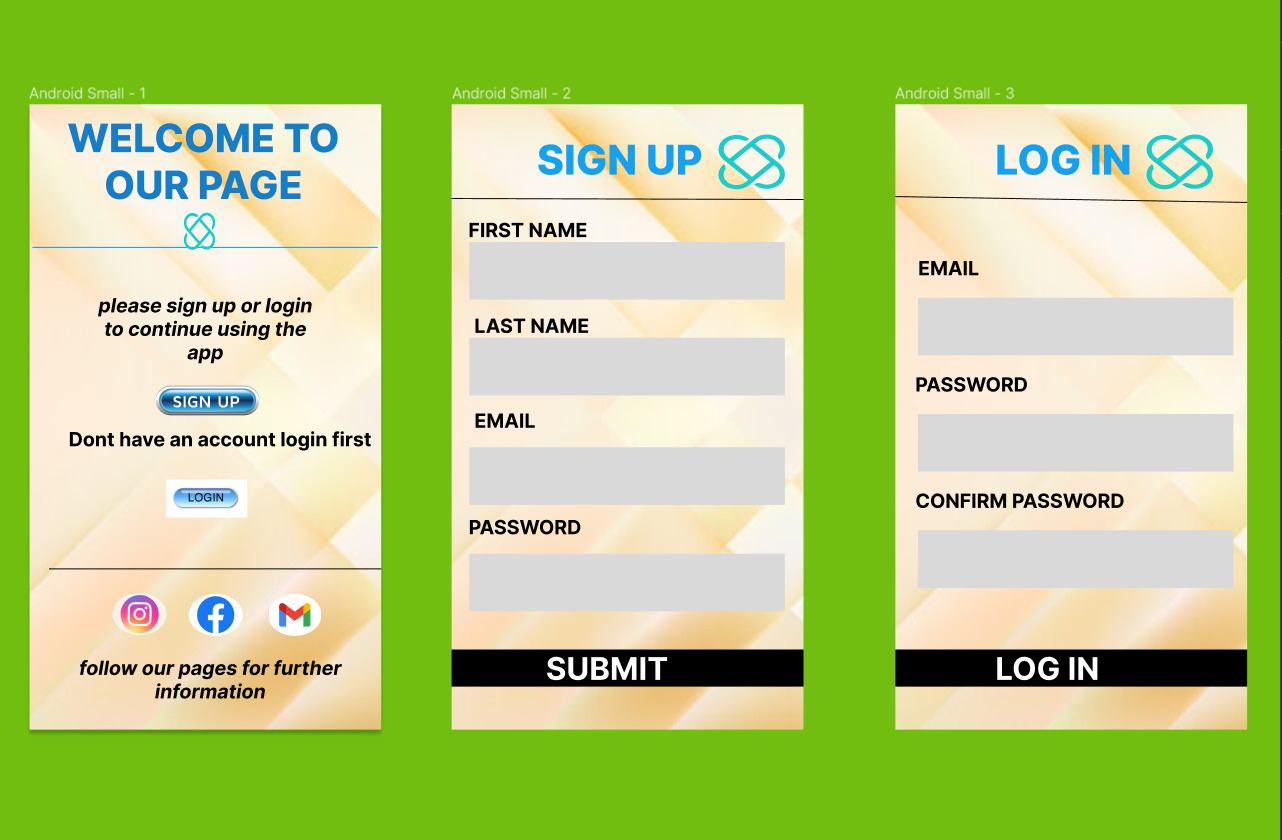 Android Small - 1
WELCOME TO
OUR PAGE
please sign up or login
to continue using the
app
SIGN UP
Dont have an account login first
LOGIN
follow our pages for further
information
Android Small - 2
SIGN UP
FIRST NAME
LAST NAME
EMAIL
PASSWORD
SUBMIT
Android Small - 3
LOG IN
EMAIL
PASSWORD
CONFIRM PASSWORD
LOG IN